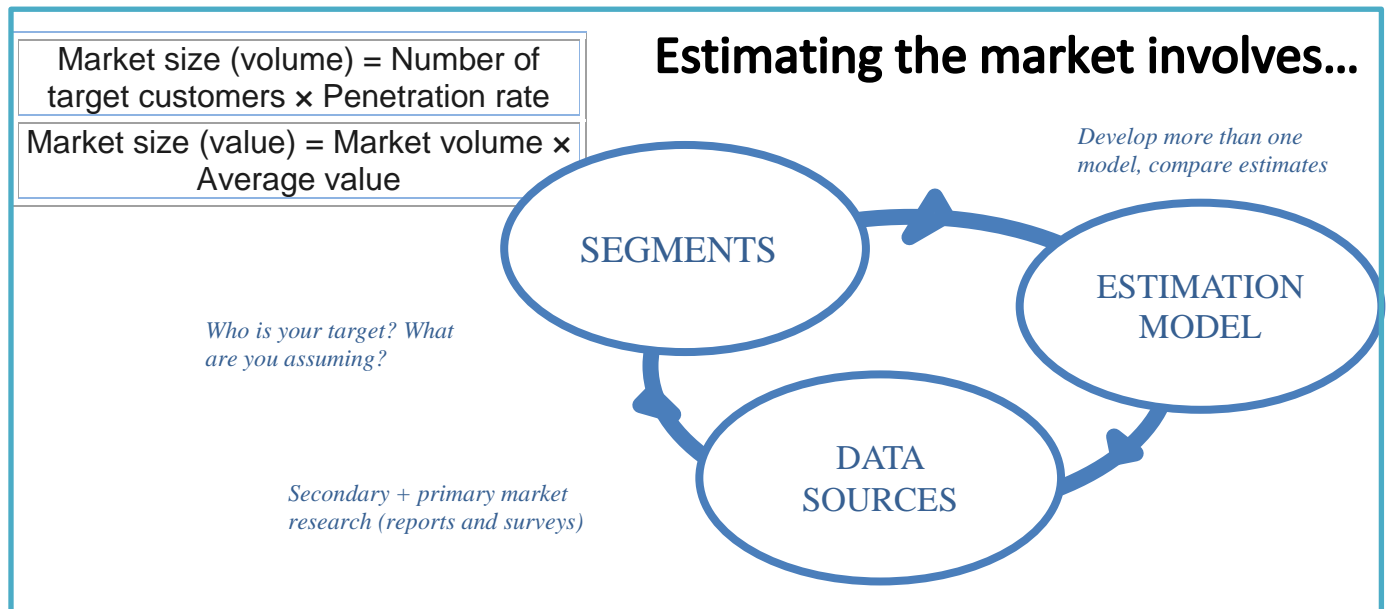 Market size (volume) = Number of
target customers × Penetration rate
Market size (value) = Market volume ×
Average value
Estimating the market involves…
Develop more than one
model, compare estimates
SEGMENTS
ESTIMATION
MODEL
Who is your target? What
are you assuming?
DATA
SOURCES
Secondary + primary market
research (reports and surveys)